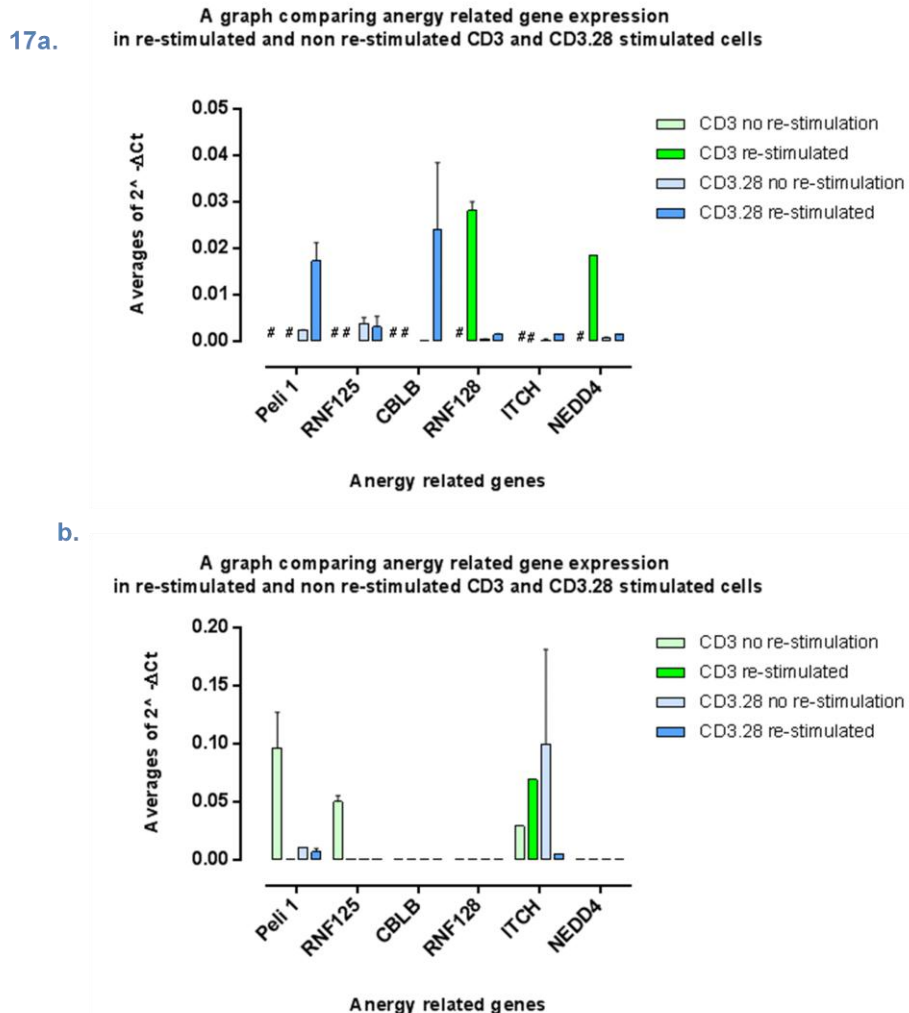 17a.
A graph comparing anergy related gene expression
in re-stimulated and non re-stimulated CD3 and CD3.28 stimulated cells
Averages of 2^ -ΔCt
0.05
0.04
0.03
0.02
0.01
0.00
# # # # # # # # # #
Peli 1
RNF125
CBLB
RNF128
ITCH
NEDD4
Anergy related genes
CD3 no re-stimulation
CD3 re-stimulated
CD3.28 no re-stimulation
CD3.28 re-stimulated
b.
A graph comparing anergy related gene expression
in re-stimulated and non re-stimulated CD3 and CD3.28 stimulated cells
Averages of 2^ -ΔCt
0.20
0.15
0.10
0.05
0.00
Peli 1
RNF125
CBLB
RNF128
ITCH
NEDD4
Anergy related genes
CD3 no re-stimulation
CD3 re-stimulated
CD3.28 no re-stimulation
CD3.28 re-stimulated